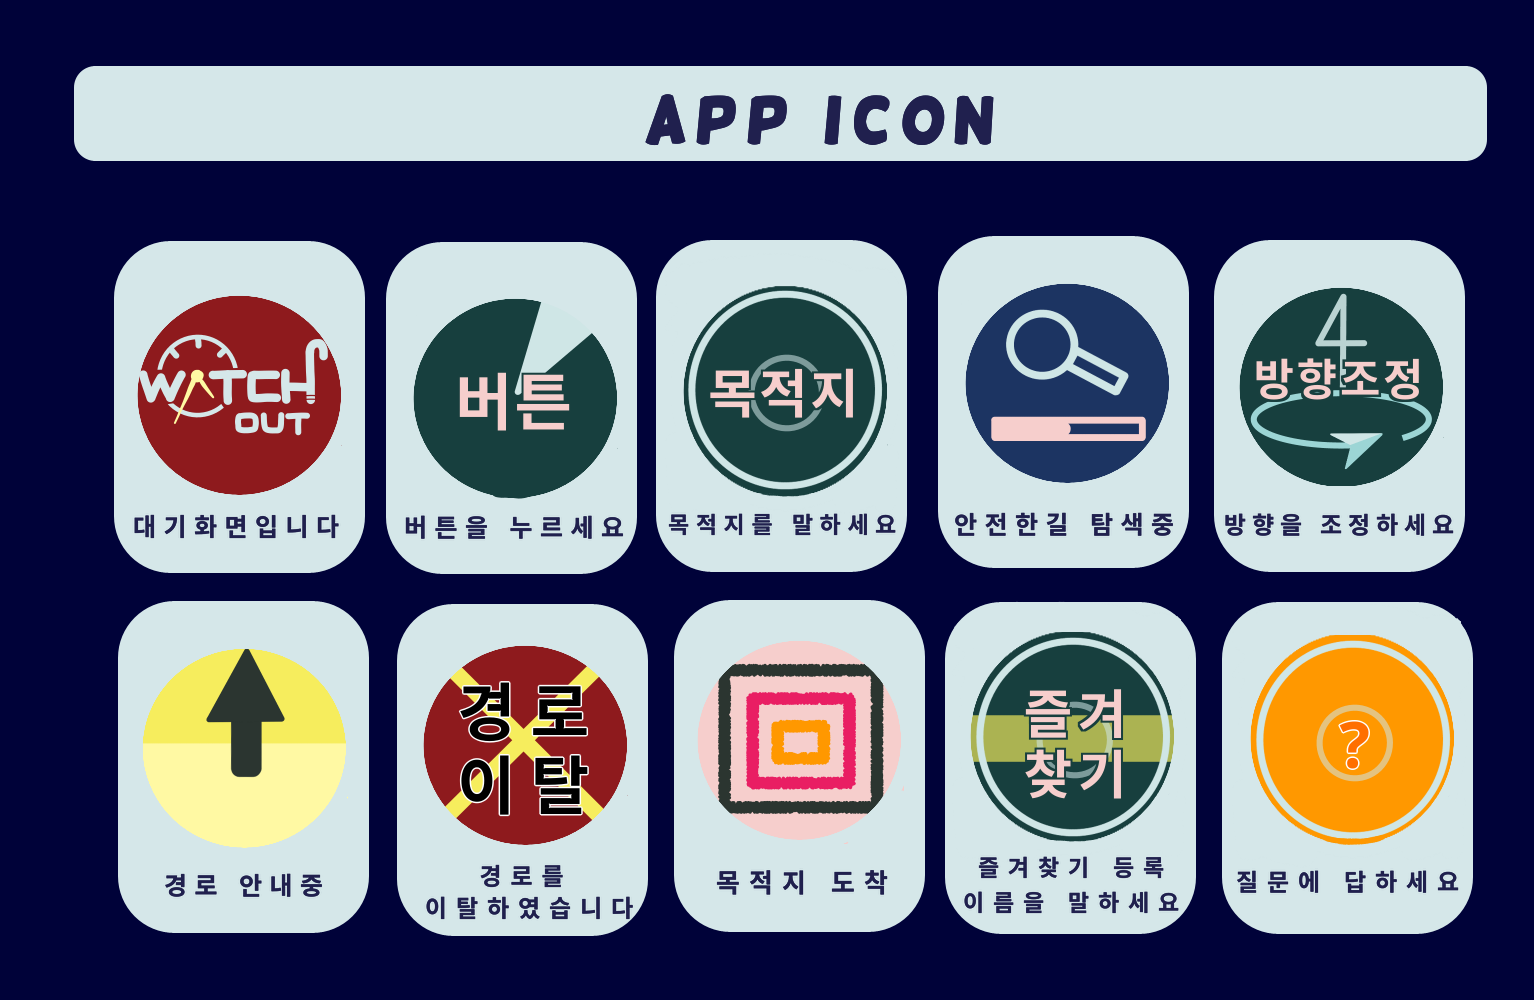 APP ICON
WATCH
OUT
대기화면입니다
버튼
버튼을 누르세요
목적지
목적지를 말하세요
안전한길 탐색중
4
방향조정
방향을 조정하세요
경로 안내중
경로
이탈
경로를
이탈하였습니다
목적지 도착
즐겨
찾기
즐겨찾기 등록
이름을 말하세요
?
질문에 답하세요